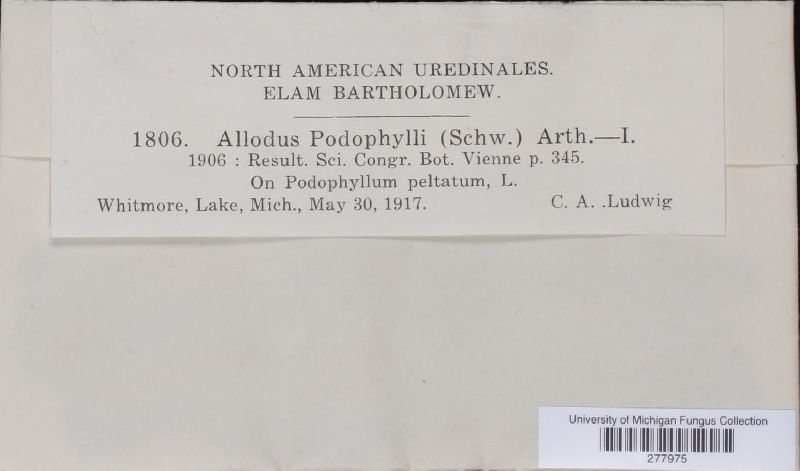 NORTH AMERICAN UREDINALES.
ELAM BARTHOLOMEW.
1806. Allodus Podophylli (Schw.) Arth.—I.
1906 : Result. Sci. Congr. Bot. Vienne p. 345.
On Podophyllum peltatum, L.
Whitmore, Lake, Mich., May 30, 1917. C. A. .Ludwig
University of Michigan Fungus Collection
277975